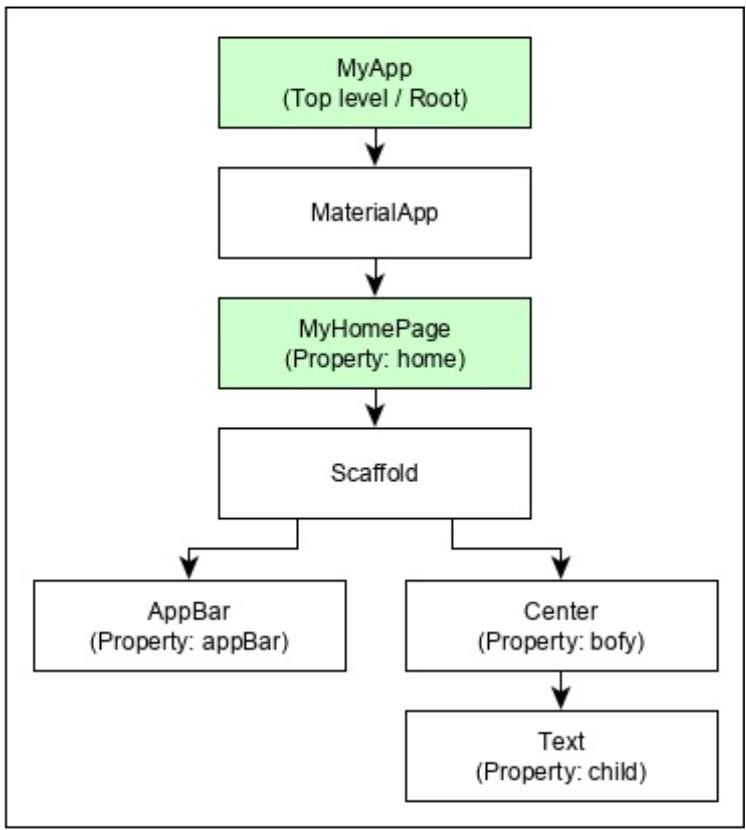 MyApp
(Top level / Root)
MaterialApp
MyHomePage
(Property: home)
Scaffold
AppBar
(Property: appBar)
Center
(Property: bofy)
Text
(Property: child)